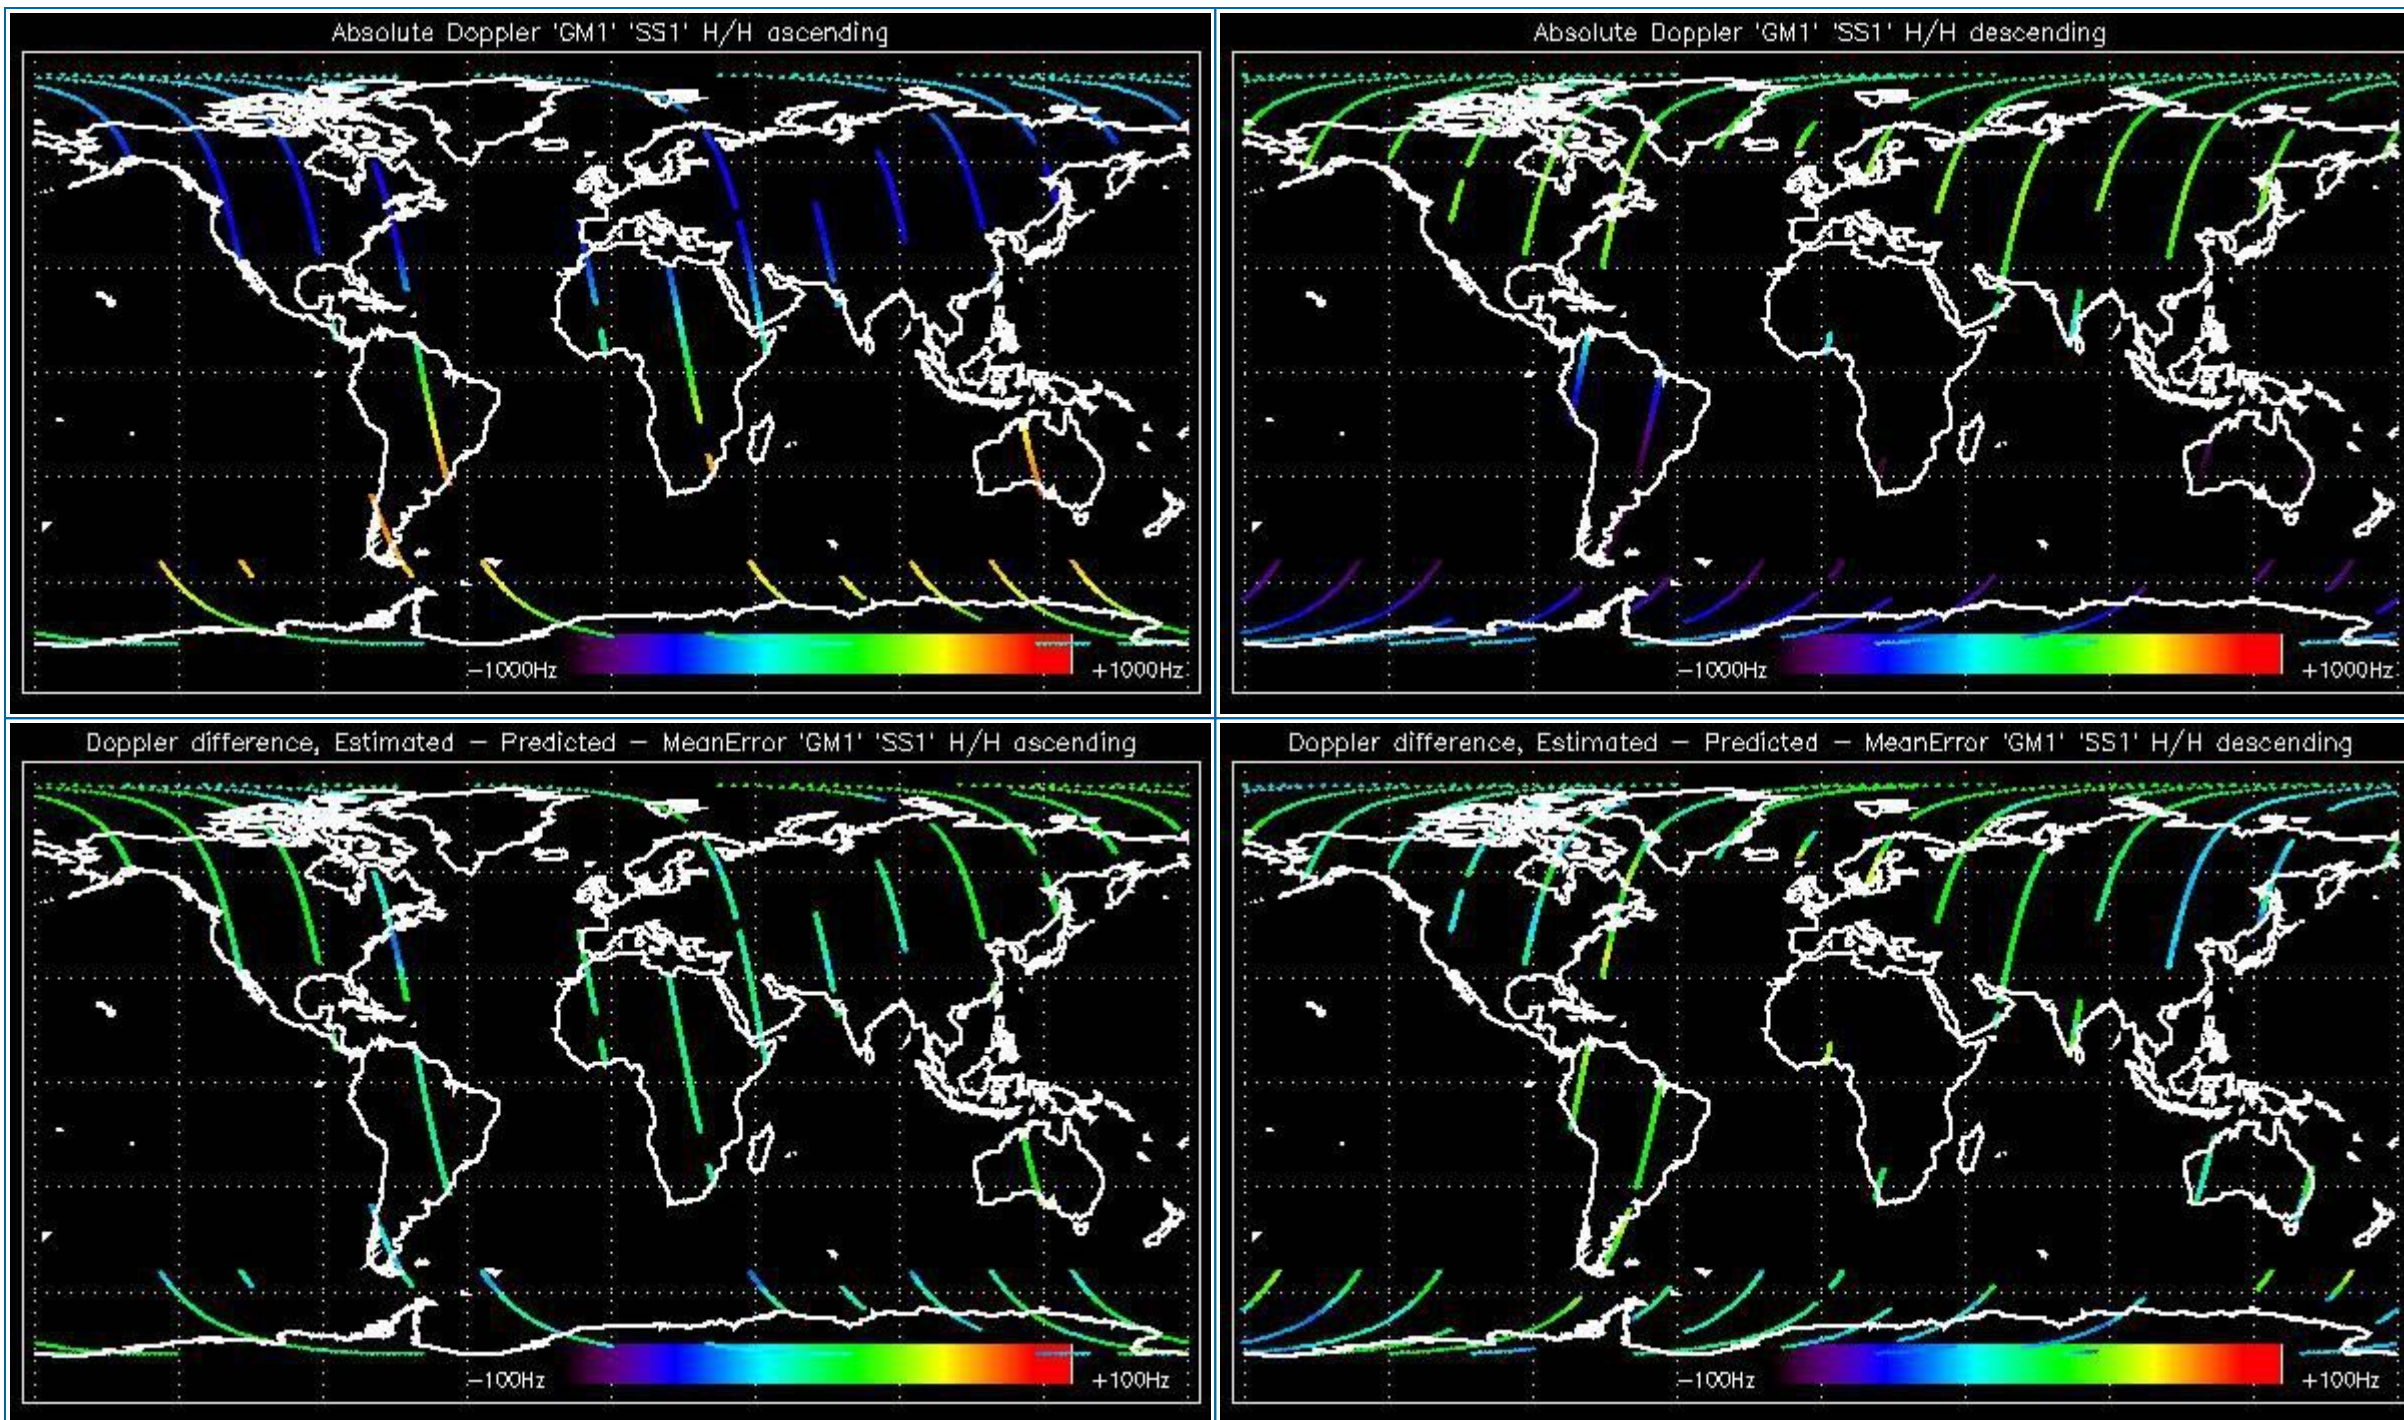 Absolute Doppler 'GM1' 'SS1' H/H ascending
−1000Hz
+1000Hz
Absolute Doppler 'GM1' 'SS1' H/H descending
−1000Hz
+1000Hz
Doppler difference, Estimated − Predicted − MeanError 'GM1' 'SS1' H/H ascending
−100Hz
+100Hz
Doppler difference, Estimated − Predicted − MeanError 'GM1' 'SS1' H/H descending
−100Hz
+100Hz